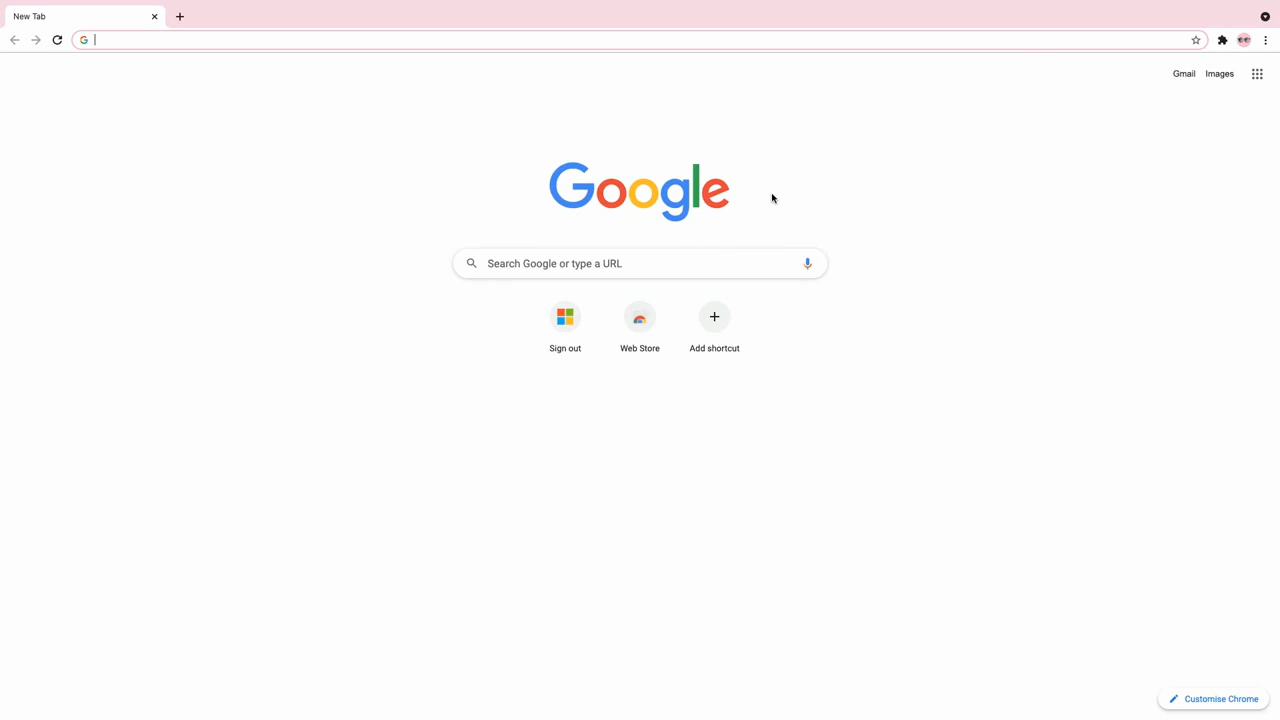 New Tab
Gmail Images
Google
Search Google or type a URL
Sign out Web Store Add shortcut
Customise Chrome